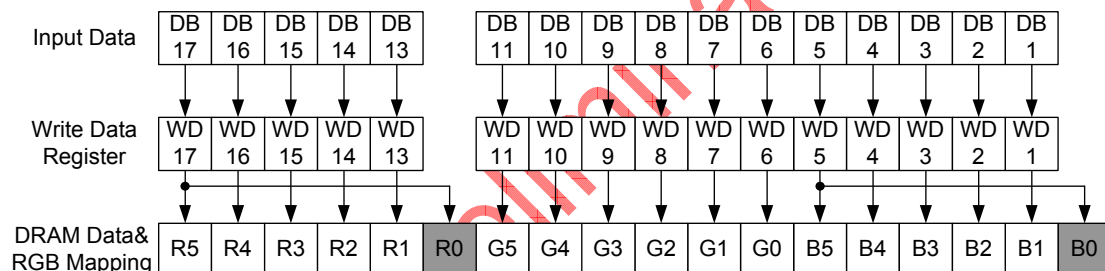 Input Data DB 17 DB 16 DB 15 DB 14 DB 13 DB 11 DB 10 DB 9 DB 8 DB 7 DB 6 DB 5 DB 4 DB 3 DB 2 DB 1
Write Data Register WD 17 WD 16 WD 15 WD 14 WD 13 WD 11 WD 10 WD 9 WD 8 WD 7 WD 6 WD 5 WD 4 WD 3 WD 2 WD 1
DRAM Data& RGB Mapping R5 R4 R3 R2 R1 R0 G5 G4 G3 G2 G1 G0 B5 B4 B3 B2 B1 B0